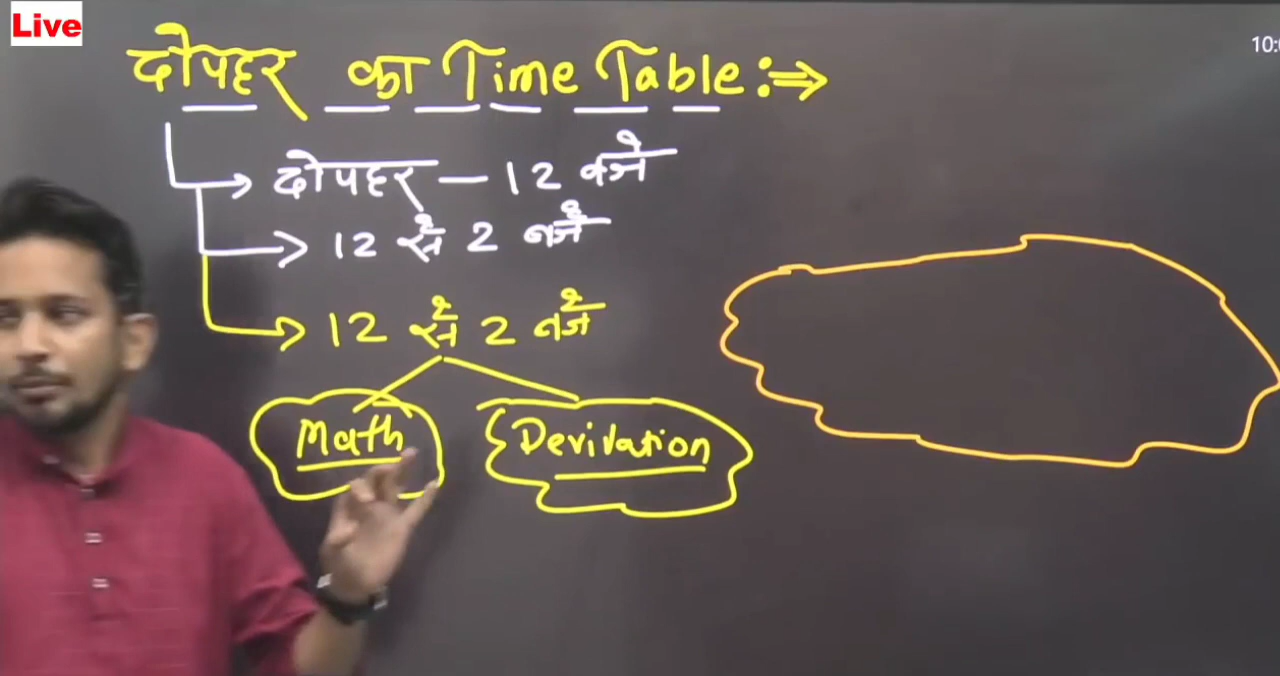 Live
10:
दोपहर का Time Table:⇒
→ दोपहर — 12 बजे
→ 12 से 2 बजे
→ 12 से 2 बजे
Math Derivation